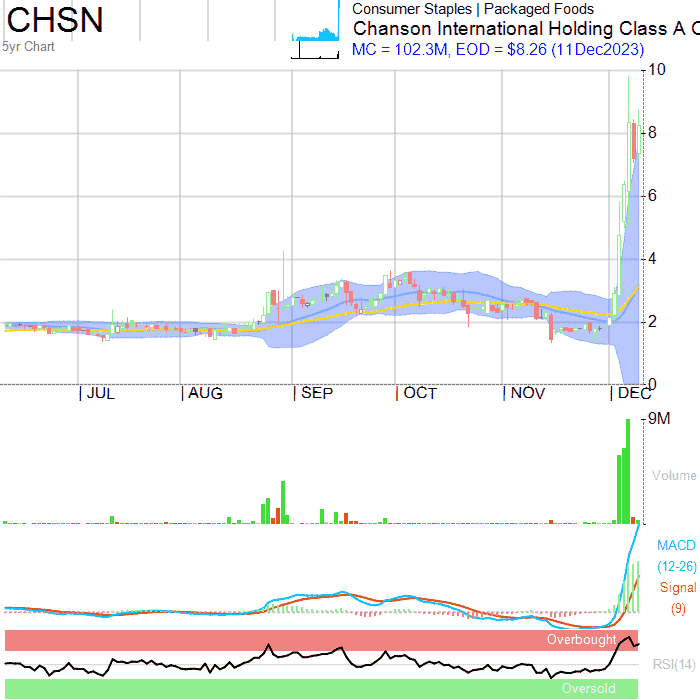 CHSN
5yr Chart
Consumer Staples | Packaged Foods
Chanson International Holding Class A O
MC = 102.3M, EOD = $8.26 (11Dec2023)
10
8
6
4
2
0
JUL AUG SEP OCT NOV DEC
9M
Volume
MACD
(12-26)
Signal
(9)
Overbought
RSI(14)
Oversold